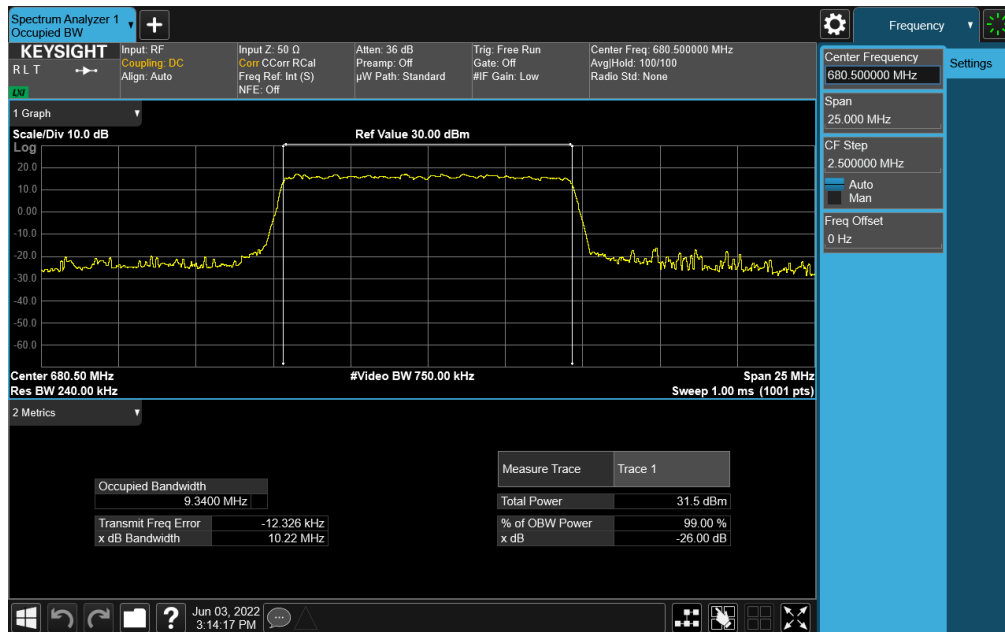 Spectrum Analyzer 1
Occupied BW
Frequency
KEYSIGHT
R L T
LXI
Input: RF
Coupling: DC
Align: Auto
Input Z: 50 Ω
Corr CCorr RCal
Freq Ref: Int (S)
NFE: Off
Atten: 36 dB
Preamp: Off
µW Path: Standard
Trig: Free Run
Gate: Off
#IF Gain: Low
Center Freq: 680.500000 MHz
Avg|Hold: 100/100
Radio Std: None
Center Frequency
680.500000 MHz
Settings
Span
25.000 MHz
CF Step
2.500000 MHz
Auto
Man
Freq Offset
0 Hz
1 Graph
Scale/Div 10.0 dB
Ref Value 30.00 dBm
Log
20.0
10.0
0.00
-10.0
-20.0
-30.0
-40.0
-50.0
-60.0
Center 680.50 MHz
#Video BW 750.00 kHz
Span 25 MHz
Res BW 240.00 kHz
Sweep 1.00 ms (1001 pts)
2 Metrics
Occupied Bandwidth
9.3400 MHz
Transmit Freq Error -12.326 kHz
x dB Bandwidth 10.22 MHz
Measure Trace Trace 1
Total Power 31.5 dBm
% of OBW Power 99.00 %
x dB -26.00 dB
Jun 03, 2022
3:14:17 PM